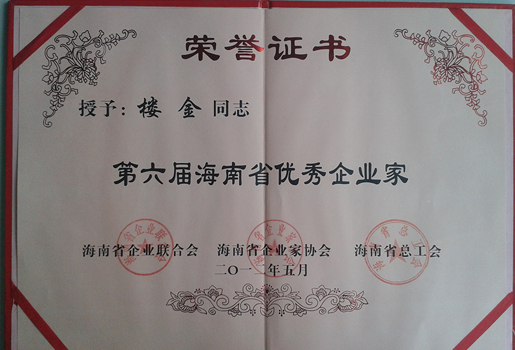 荣誉证书
授予：楼 金 同志
第六届海南省优秀企业家
海南省企业联合会 海南省企业家协会 海南省总工会
二〇一 年五月